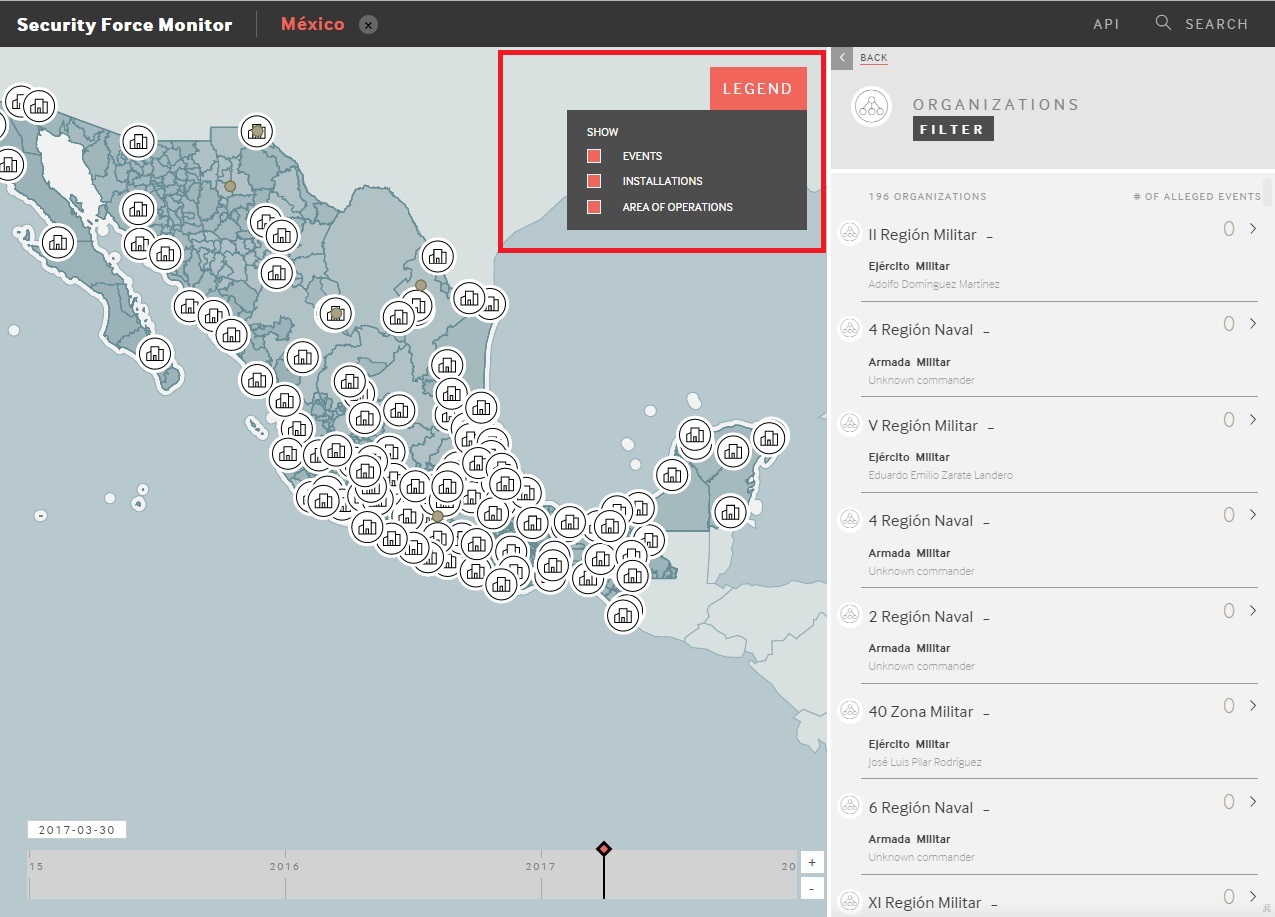 Security Force Monitor México × API SEARCH
LEGEND
SHOW
EVENTS
INSTALLATIONS
AREA OF OPERATIONS
2017-03-30
15 2016 2017 20
+
-
BACK
ORGANIZATIONS
FILTER
196 ORGANIZATIONS # OF ALLEGED EVENTS
II Región Militar – 0
Ejército Militar
Adolfo Domínguez Martínez
4 Región Naval – 0
Armada Militar
Unknown commander
V Región Militar – 0
Ejército Militar
Eduardo Emilio Zarate Landero
4 Región Naval – 0
Armada Militar
Unknown commander
2 Región Naval – 0
Armada Militar
Unknown commander
40 Zona Militar – 0
Ejército Militar
José Luis Pilar Rodríguez
6 Región Naval – 0
Armada Militar
Unknown commander
XI Región Militar – 0